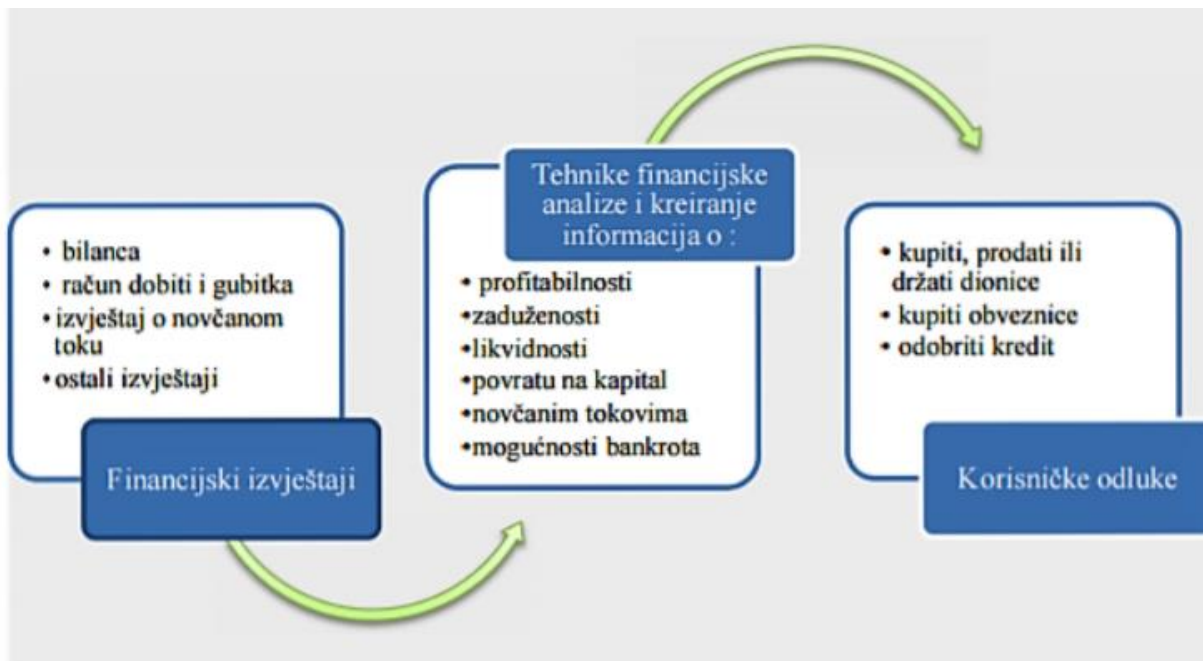 • bilanca
• račun dobiti i gubitka
• izvještaj o novčanom
toku
• ostali izvještaji
Financijski izvještaji
Tehnike financijske
analize i kreiranje
informacija o :
• profitabilnosti
• zaduženosti
• likvidnosti
• povratu na kapital
• novčanim tokovima
• mogućnosti bankrota
• kupiti, prodati ili
držati dionice
• kupiti obveznice
• odobriti kredit
Korisničke odluke